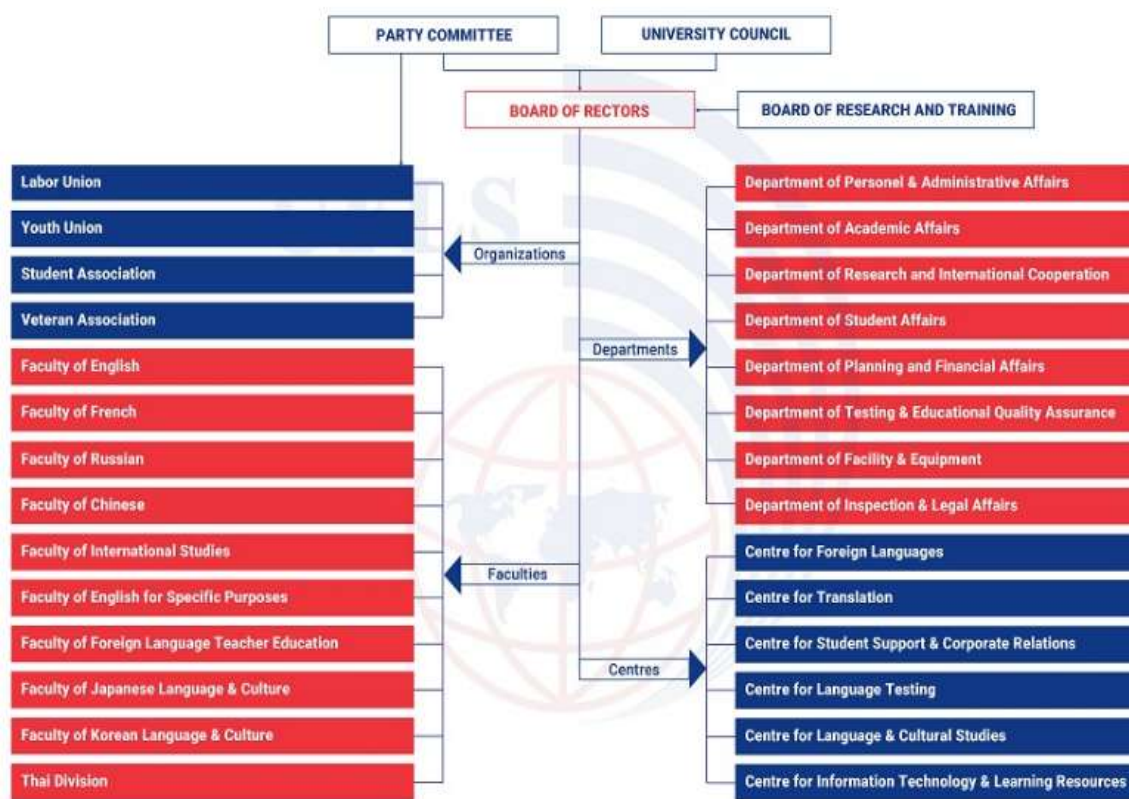 PARTY COMMITTEE
UNIVERSITY COUNCIL
BOARD OF RECTORS
BOARD OF RESEARCH AND TRAINING
Labor Union
Youth Union
Student Association
Veteran Association
Organizations
Faculty of English
Faculty of French
Faculty of Russian
Faculty of Chinese
Faculty of International Studies
Faculty of English for Specific Purposes
Faculty of Foreign Language Teacher Education
Faculty of Japanese Language & Culture
Faculty of Korean Language & Culture
Thai Division
Faculties
Department of Personel & Administrative Affairs
Department of Academic Affairs
Department of Research and International Cooperation
Department of Student Affairs
Department of Planning and Financial Affairs
Department of Testing & Educational Quality Assurance
Department of Facility & Equipment
Department of Inspection & Legal Affairs
Departments
Centre for Foreign Languages
Centre for Translation
Centre for Student Support & Corporate Relations
Centre for Language Testing
Centre for Language & Cultural Studies
Centre for Information Technology & Learning Resources
Centres